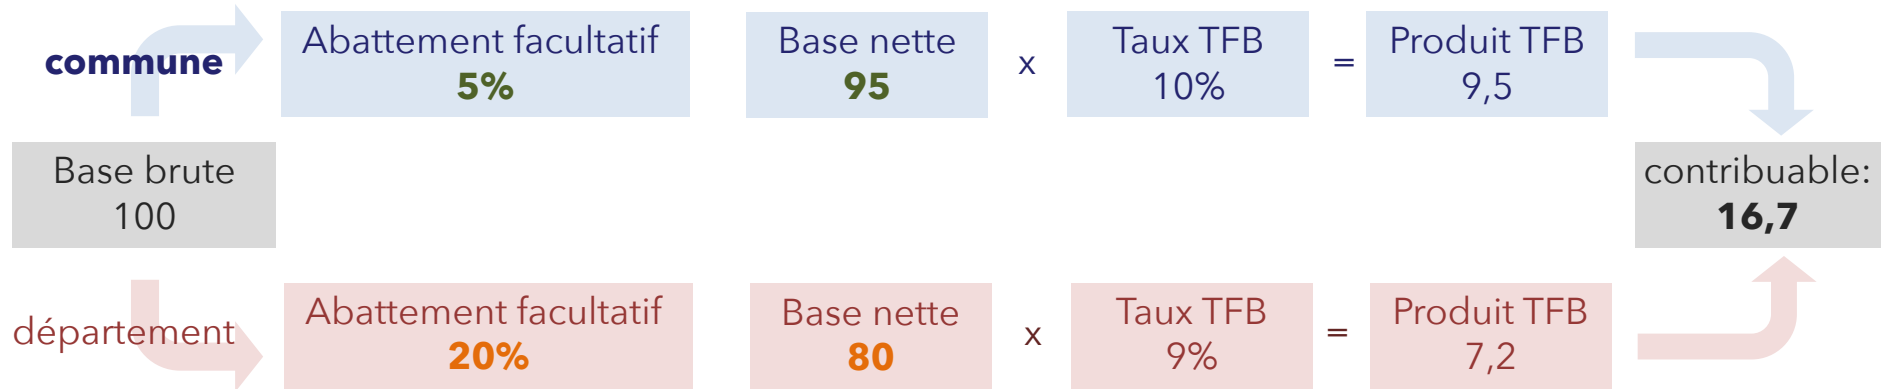 commune
Abattement facultatif
5%
Base nette
95
x
Taux TFB
10%
=
Produit TFB
9,5
Base brute
100
contribuable:
16,7
département
Abattement facultatif
20%
Base nette
80
x
Taux TFB
9%
=
Produit TFB
7,2